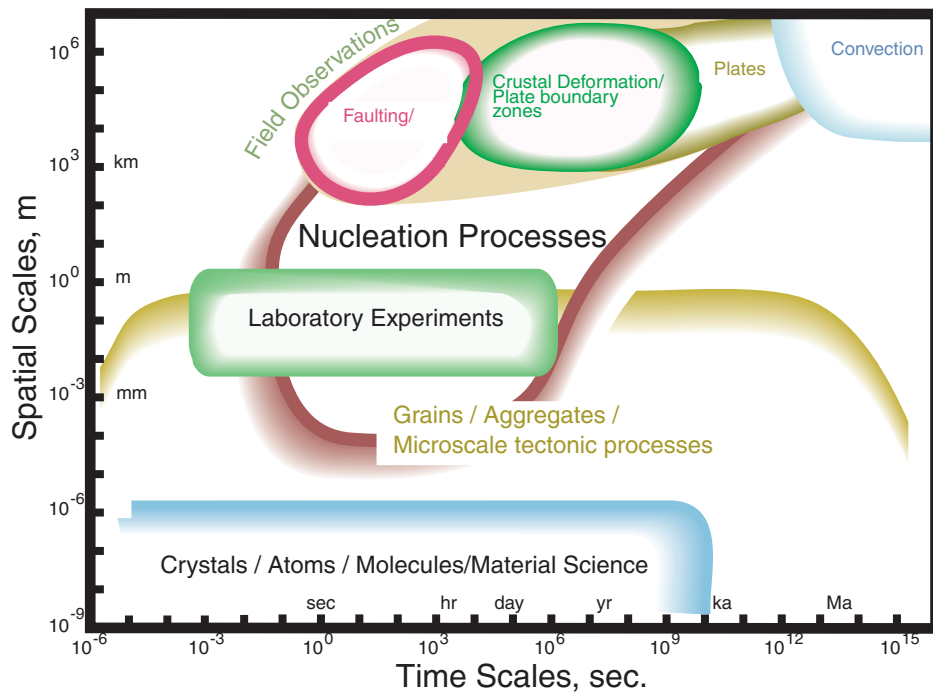 Field Observations
Faulting/
Crustal Deformation/
Plate boundary
zones
Plates
Convection
Nucleation Processes
Laboratory Experiments
Grains / Aggregates /
Microscale tectonic processes
Crystals / Atoms / Molecules/Material Science
Spatial Scales, m
10^6
10^3
km
10^0
m
10^-3
mm
10^-6
10^-9
sec
hr
day
yr
ka
Ma
10^-6
10^-3
10^0
10^3
10^6
10^9
10^12
10^15
Time Scales, sec.